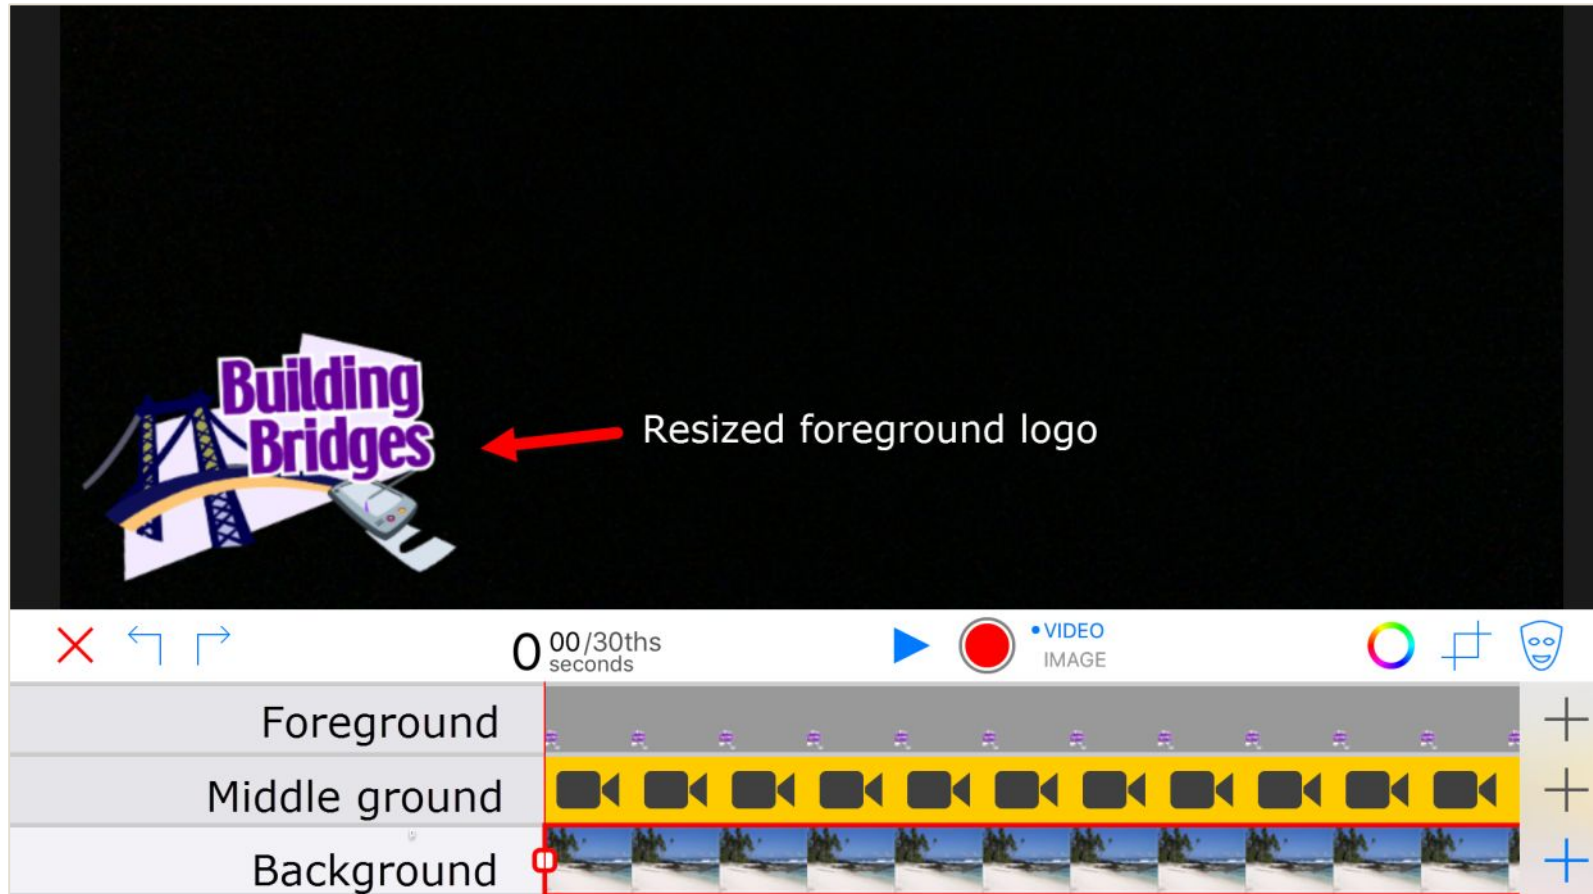 Building
Bridges
Resized foreground logo
0 00/30ths
seconds
VIDEO
IMAGE
Foreground
Middle ground
Background